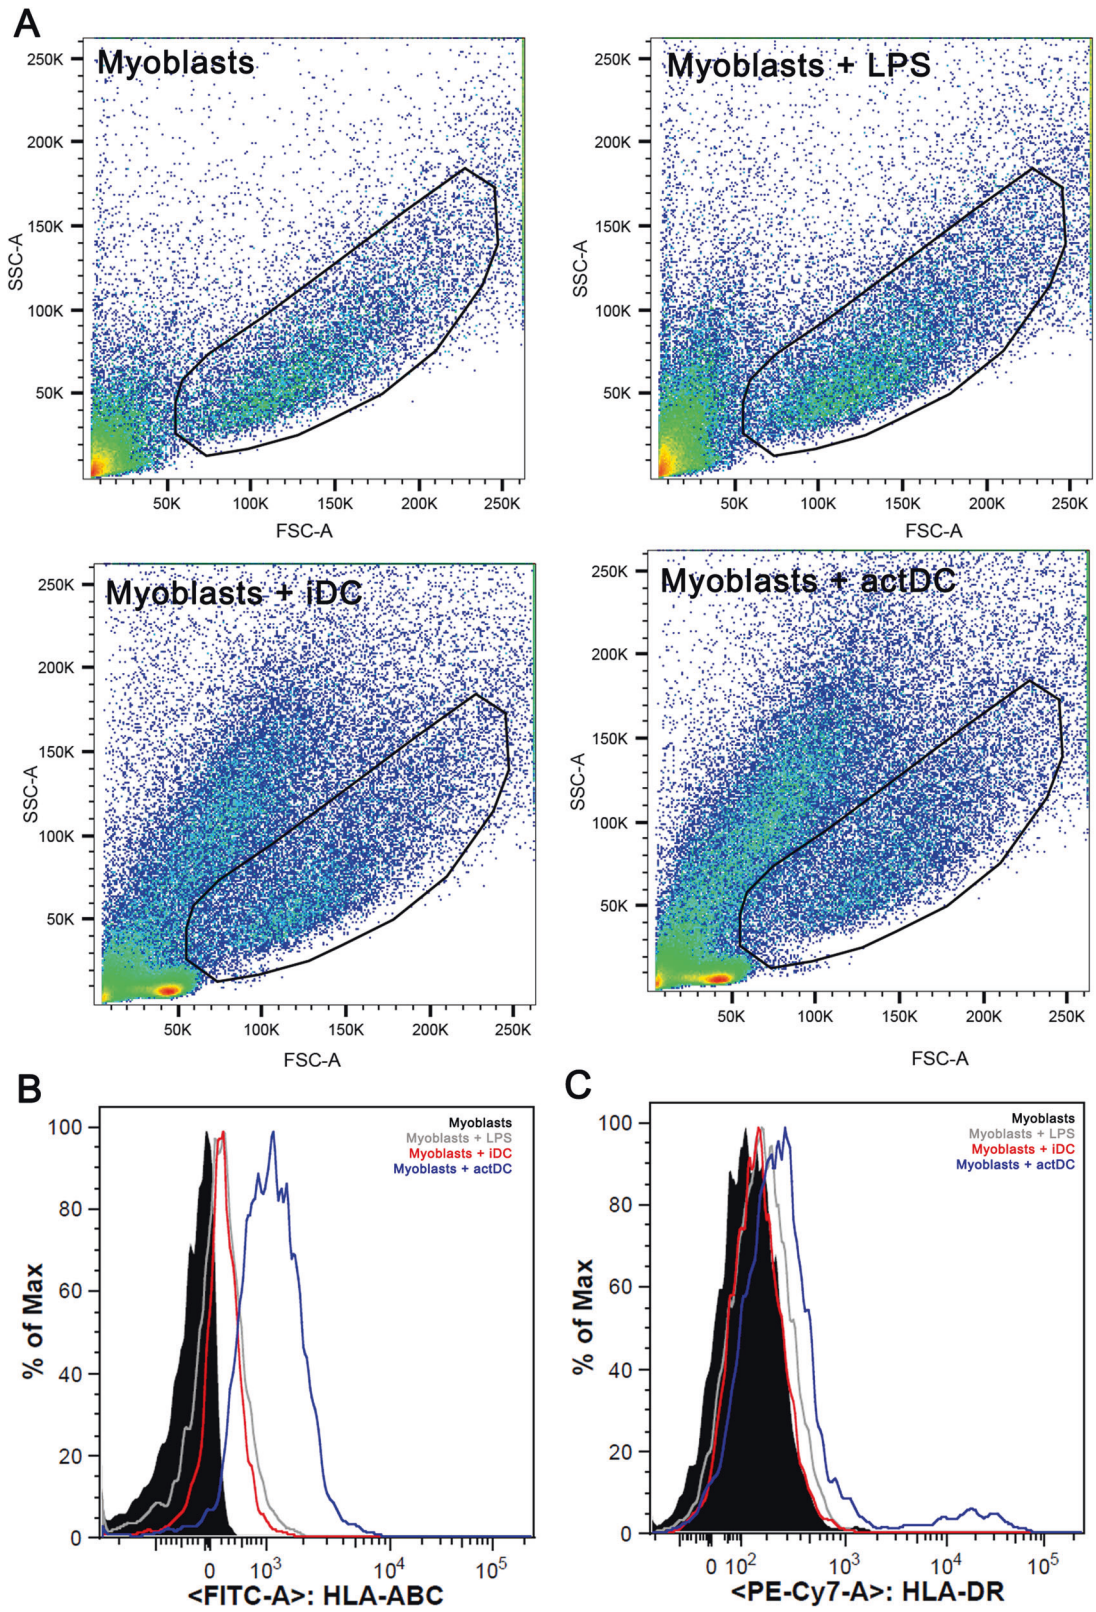 A
Myoblasts
250K
200K
150K
100K
50K
SSC-A
50K 100K 150K 200K 250K
FSC-A
Myoblasts + LPS
250K
200K
150K
100K
50K
SSC-A
50K 100K 150K 200K 250K
FSC-A
Myoblasts + iDC
250K
200K
150K
100K
50K
SSC-A
50K 100K 150K 200K 250K
FSC-A
Myoblasts + actDC
250K
200K
150K
100K
50K
SSC-A
50K 100K 150K 200K 250K
FSC-A
B
Myoblasts
Myoblasts + LPS
Myoblasts + iDC
Myoblasts + actDC
100
80
60
40
20
0
% of Max
0 10³ 10⁴ 10⁵
<FITC-A>: HLA-ABC
C
Myoblasts
Myoblasts + LPS
Myoblasts + iDC
Myoblasts + actDC
100
80
60
40
20
0
% of Max
0 10² 10³ 10⁴ 10⁵
<PE-Cy7-A>: HLA-DR